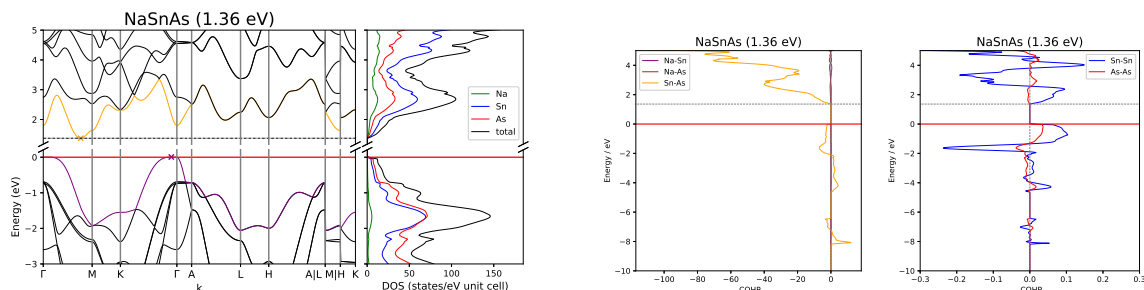 NaSnAs (1.36 eV)
5
4
3
2
0
−1
−2
−3
Energy (eV)
Γ M K Γ A L H A|L M|H K
k
Na
Sn
As
total
0 50 100 150
DOS (states/eV unit cell)
NaSnAs (1.36 eV)
Na-Sn
Na-As
Sn-As
4
2
0
−2
−4
−6
−8
−10
Energy / eV
−100 −80 −60 −40 −20 0
COHP
NaSnAs (1.36 eV)
Sn-Sn
As-As
4
2
0
−2
−4
−6
−8
−10
Energy / eV
−0.3 −0.2 −0.1 0.0 0.1 0.2 0.3
COHP